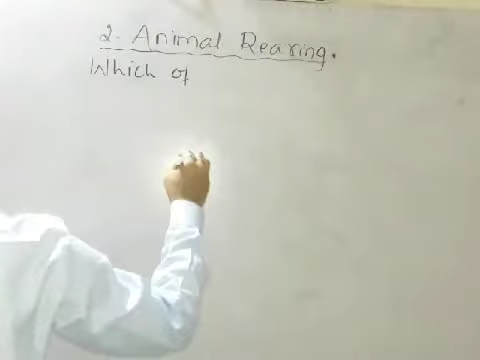 2. Animal Rearing.
Which of